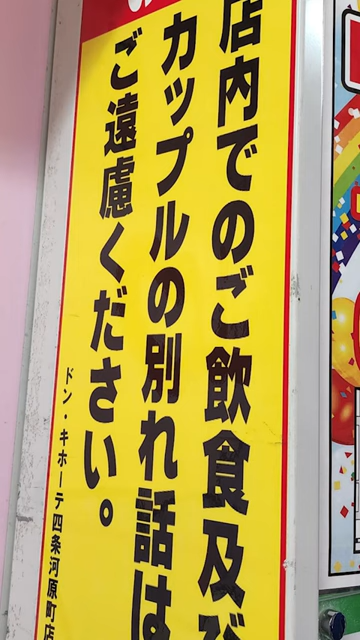 店内でのご飲食及び
カップルの別れ話は
ご遠慮ください。
ドン・キホーテ四条河原町店